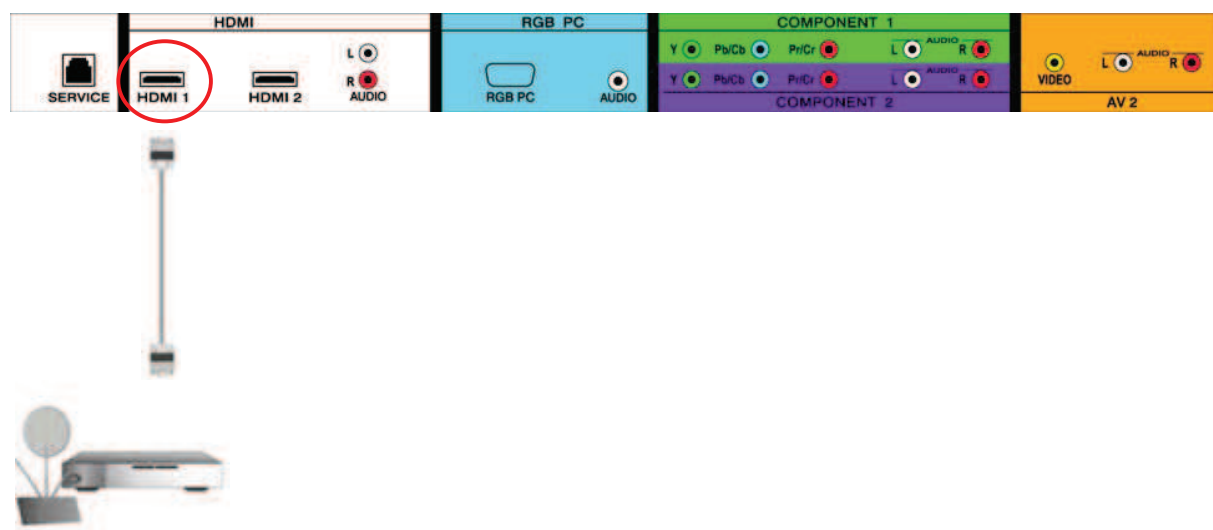 HDMI
RGB PC
COMPONENT 1
L
R
AUDIO
SERVICE
HDMI 1
HDMI 2
RGB PC
AUDIO
Y Pb/Cb Pr/Cr L AUDIO R
Y Pb/Cb Pr/Cr L AUDIO R
COMPONENT 2
VIDEO
L AUDIO R
AV 2